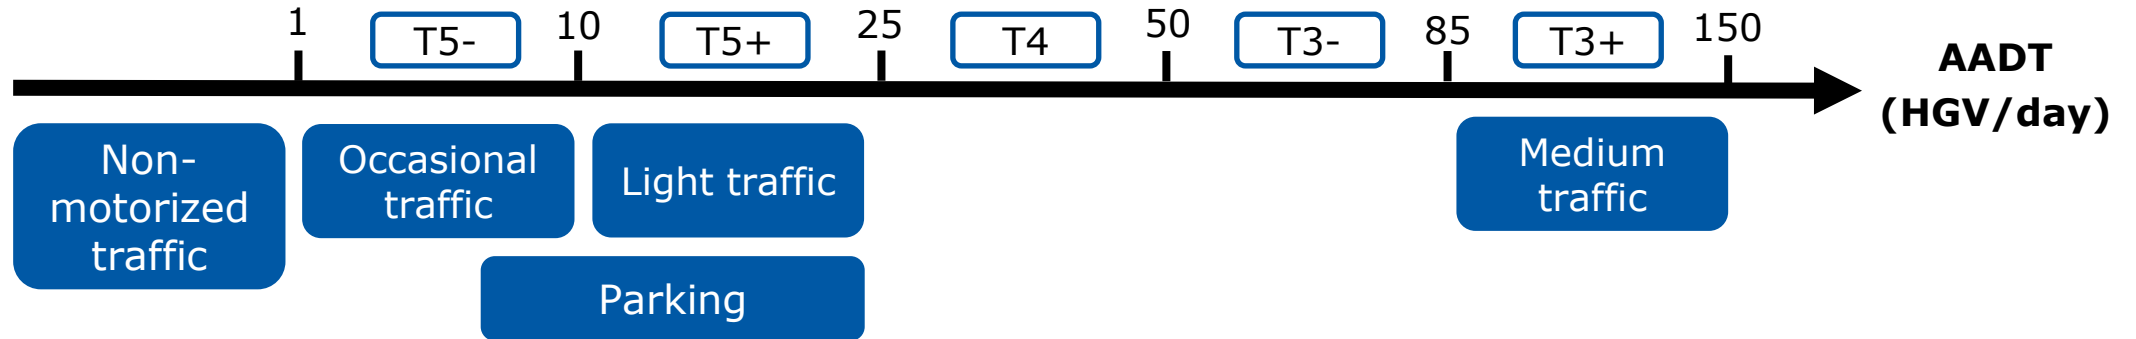 1 T5- 10 T5+ 25 T4 50 T3- 85 T3+ 150
AADT
(HGV/day)
Non-
motorized
traffic
Occasional
traffic
Light traffic
Medium
traffic
Parking